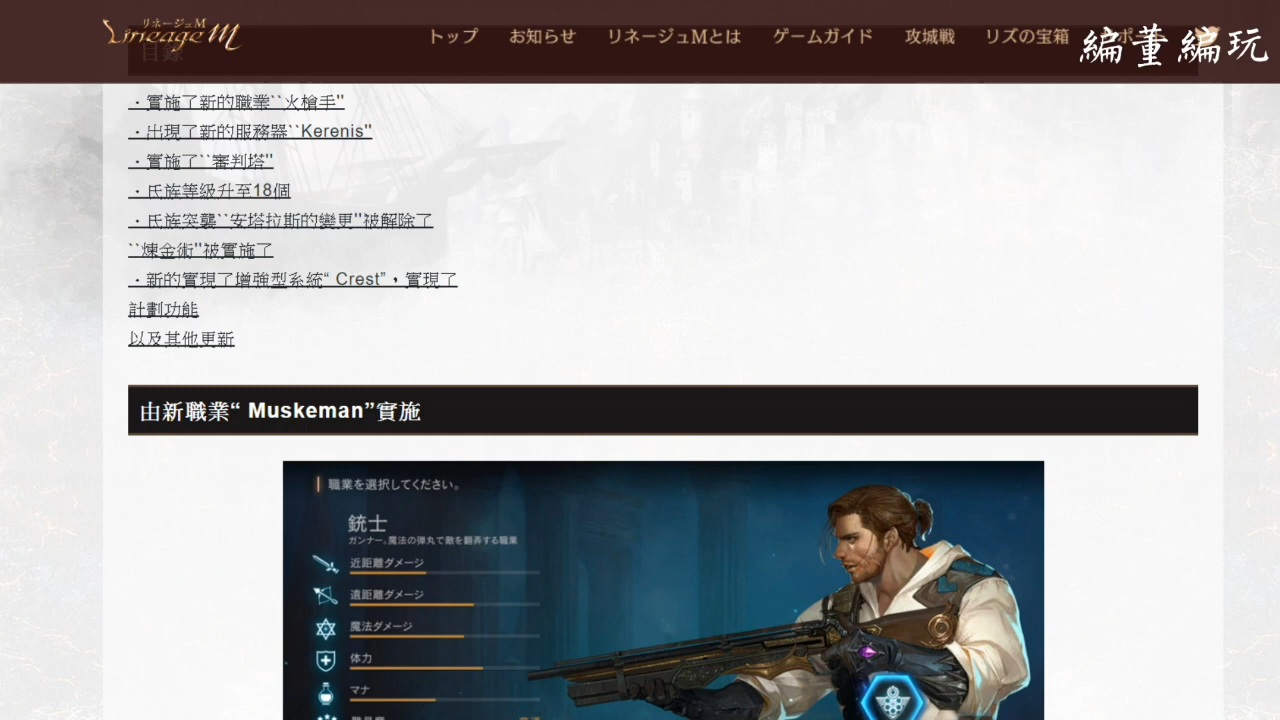 リネージュM
Lineage M
トップ お知らせ リネージュMとは ゲームガイド 攻城戦 リズの宝箱
編董編玩
目錄
・實施了新的職業``火槍手"
・出現了新的服務器``Kerenis"
・實施了``審判塔"
・氏族等級升至18個
・氏族突襲``安塔拉斯的變更"被解除了
``煉金術"被實施了
・新的實現了增強型系統“ Crest”，實現了
計劃功能
以及其他更新
由新職業“ Muskeman”實施
職業を選択してください。
銃士
ガンナー。魔法の弾丸で敵を翻弄する職業
近距離ダメージ
遠距離ダメージ
魔法ダメージ
体力
マナ